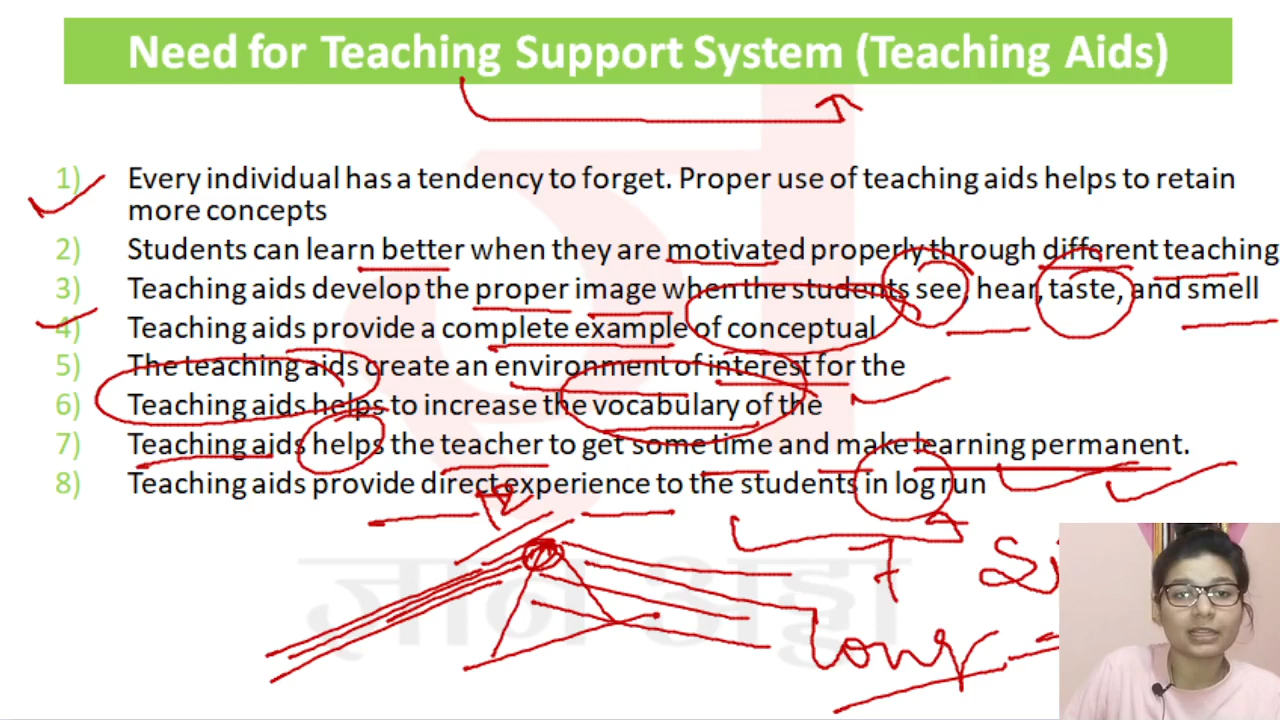 Need for Teaching Support System (Teaching Aids)
1) Every individual has a tendency to forget. Proper use of teaching aids helps to retain
more concepts
2) Students can learn better when they are motivated properly through different teaching
3) Teaching aids develop the proper image when the students see, hear, taste, and smell
4) Teaching aids provide a complete example of conceptual
5) The teaching aids create an environment of interest for the
6) Teaching aids helps to increase the vocabulary of the
7) Teaching aids helps the teacher to get some time and make learning permanent.
8) Teaching aids provide direct experience to the students in log run
ज्ञान अड्डा
long